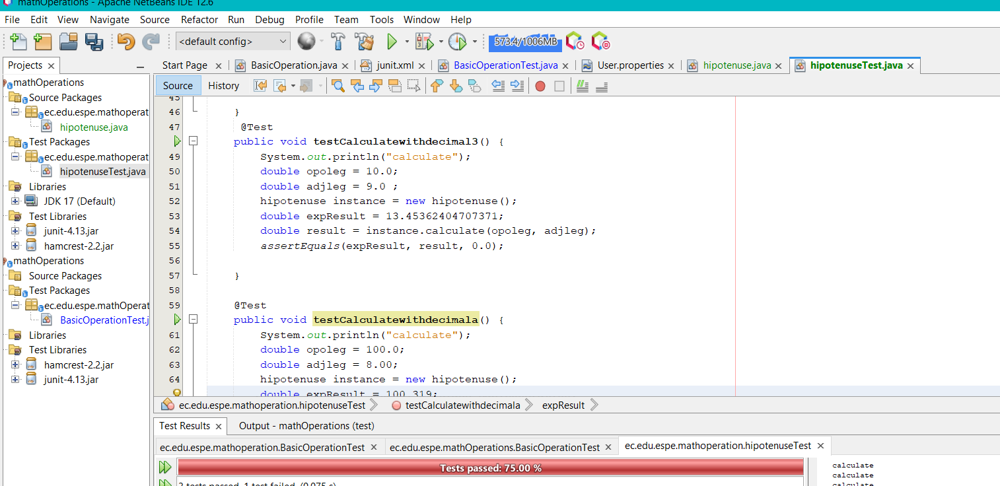 mathOperations - Apache NetBeans IDE 12.6
File Edit View Navigate Source Refactor Run Debug Profile Team Tools Window Help
<default config>
573.4/1006MB
Projects
Start Page
BasicOperation.java
junit.xml
BasicOperationTest.java
User.properties
hipotenuse.java
hipotenuseTest.java
Source History
mathOperations
Source Packages
ec.edu.espe.mathoperat
hipotenuse.java
Test Packages
ec.edu.espe.mathoperat
hipotenuseTest.java
Libraries
JDK 17 (Default)
Test Libraries
junit-4.13.jar
hamcrest-2.2.jar
mathOperations
Source Packages
Test Packages
ec.edu.espe.mathOperat
BasicOperationTest.j
Libraries
Test Libraries
hamcrest-2.2.jar
junit-4.13.jar
45
46 }
47 @Test
public void testCalculatewithdecimal3() {
49 System.out.println("calculate");
50 double opoleg = 10.0;
51 double adjleg = 9.0 ;
52 hipotenuse instance = new hipotenuse();
53 double expResult = 13.45362404707371;
54 double result = instance.calculate(opoleg, adjleg);
55 assertEquals(expResult, result, 0.0);
56
57 }
58
59 @Test
public void testCalculatewithdecimala() {
61 System.out.println("calculate");
62 double opoleg = 100.0;
63 double adjleg = 8.00;
64 hipotenuse instance = new hipotenuse();
double expResult = 100.319;
ec.edu.espe.mathoperation.hipotenuseTest
testCalculatewithdecimala
expResult
Test Results
Output - mathOperations (test)
ec.edu.espe.mathoperation.BasicOperationTest
ec.edu.espe.mathOperations.BasicOperationTest
ec.edu.espe.mathoperation.hipotenuseTest
Tests passed: 75.00 %
tests passed, 1 test failed. (0.075 s)
calculate
calculate
calculate